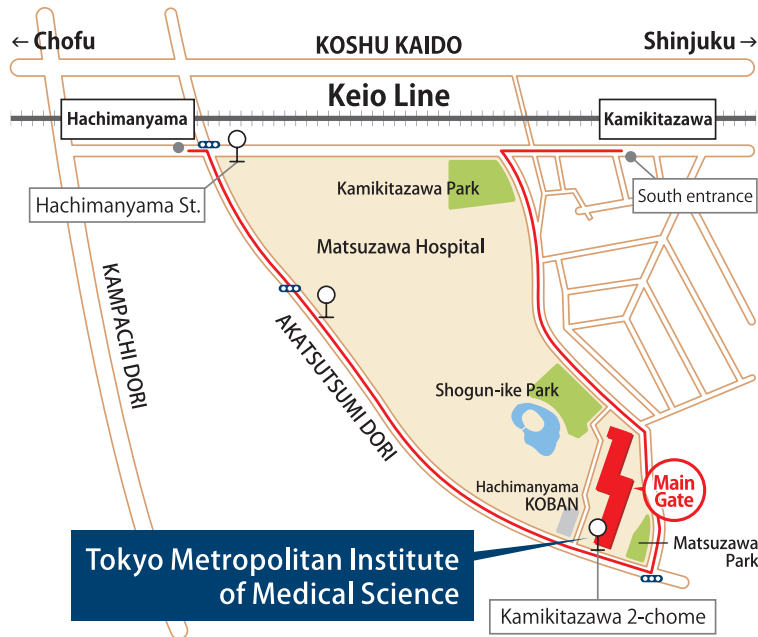 ← Chofu
KOSHU KAIDO
Shinjuku →
Keio Line
Hachimanyama
Kamikitazawa
Kamikitazawa Park
South entrance
Hachimanyama St.
Matsuzawa Hospital
KAMPACHI DORI
AKATSUTSUMI DORI
Shogun-ike Park
Hachimanyama
KOBAN
Main
Gate
Tokyo Metropolitan Institute
of Medical Science
Matsuzawa
Park
Kamikitazawa 2-chome